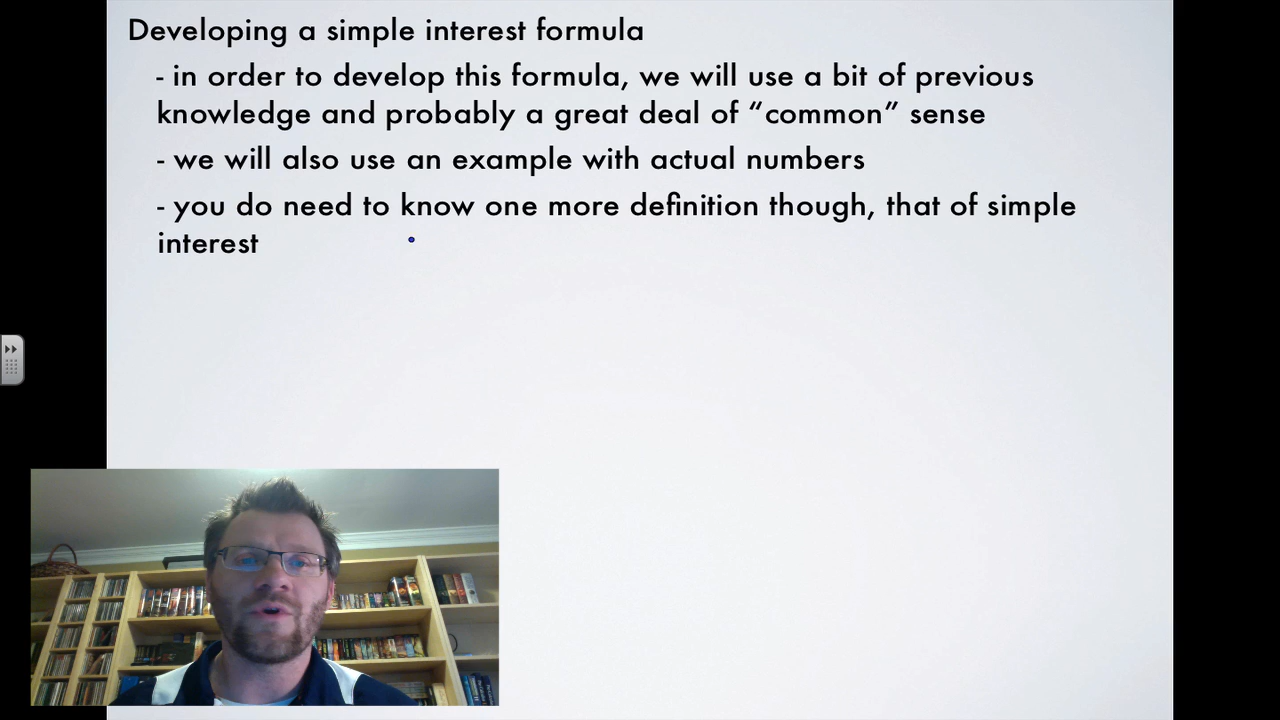 Developing a simple interest formula
- in order to develop this formula, we will use a bit of previous
knowledge and probably a great deal of “common” sense
- we will also use an example with actual numbers
- you do need to know one more definition though, that of simple
interest